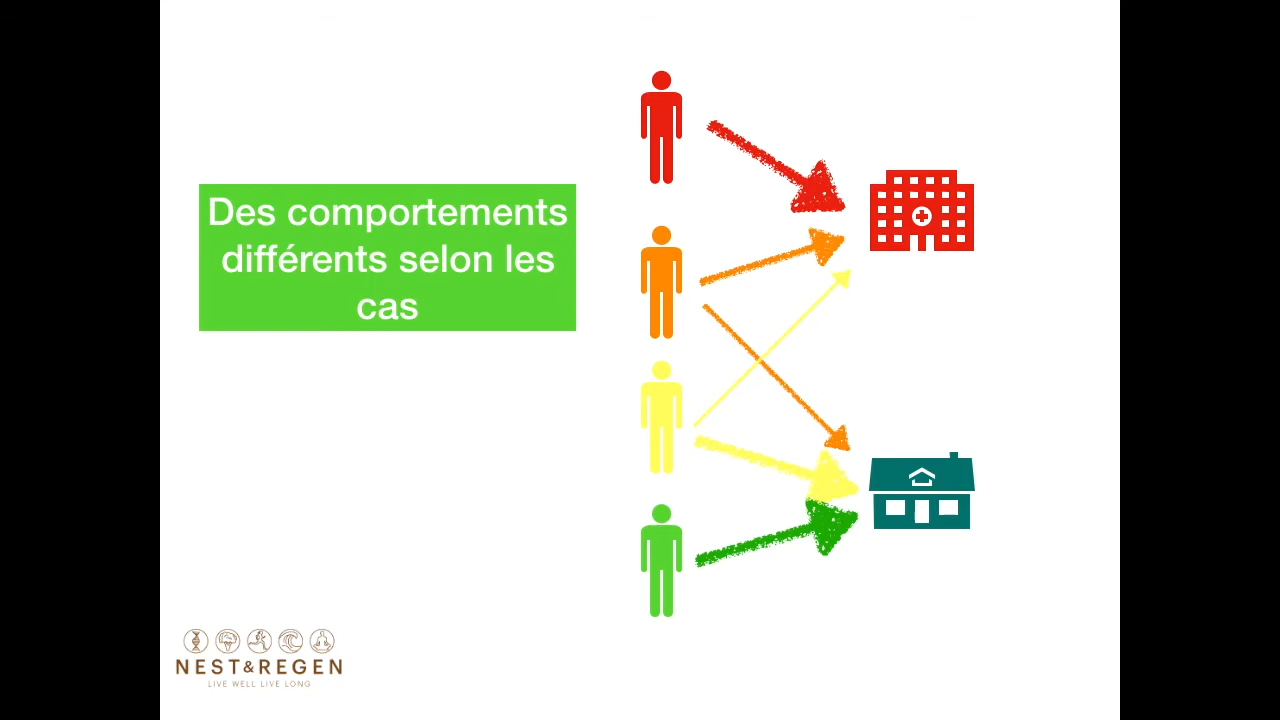 Des comportements
différents selon les
cas
NEST&REGEN
LIVE WELL LIVE LONG